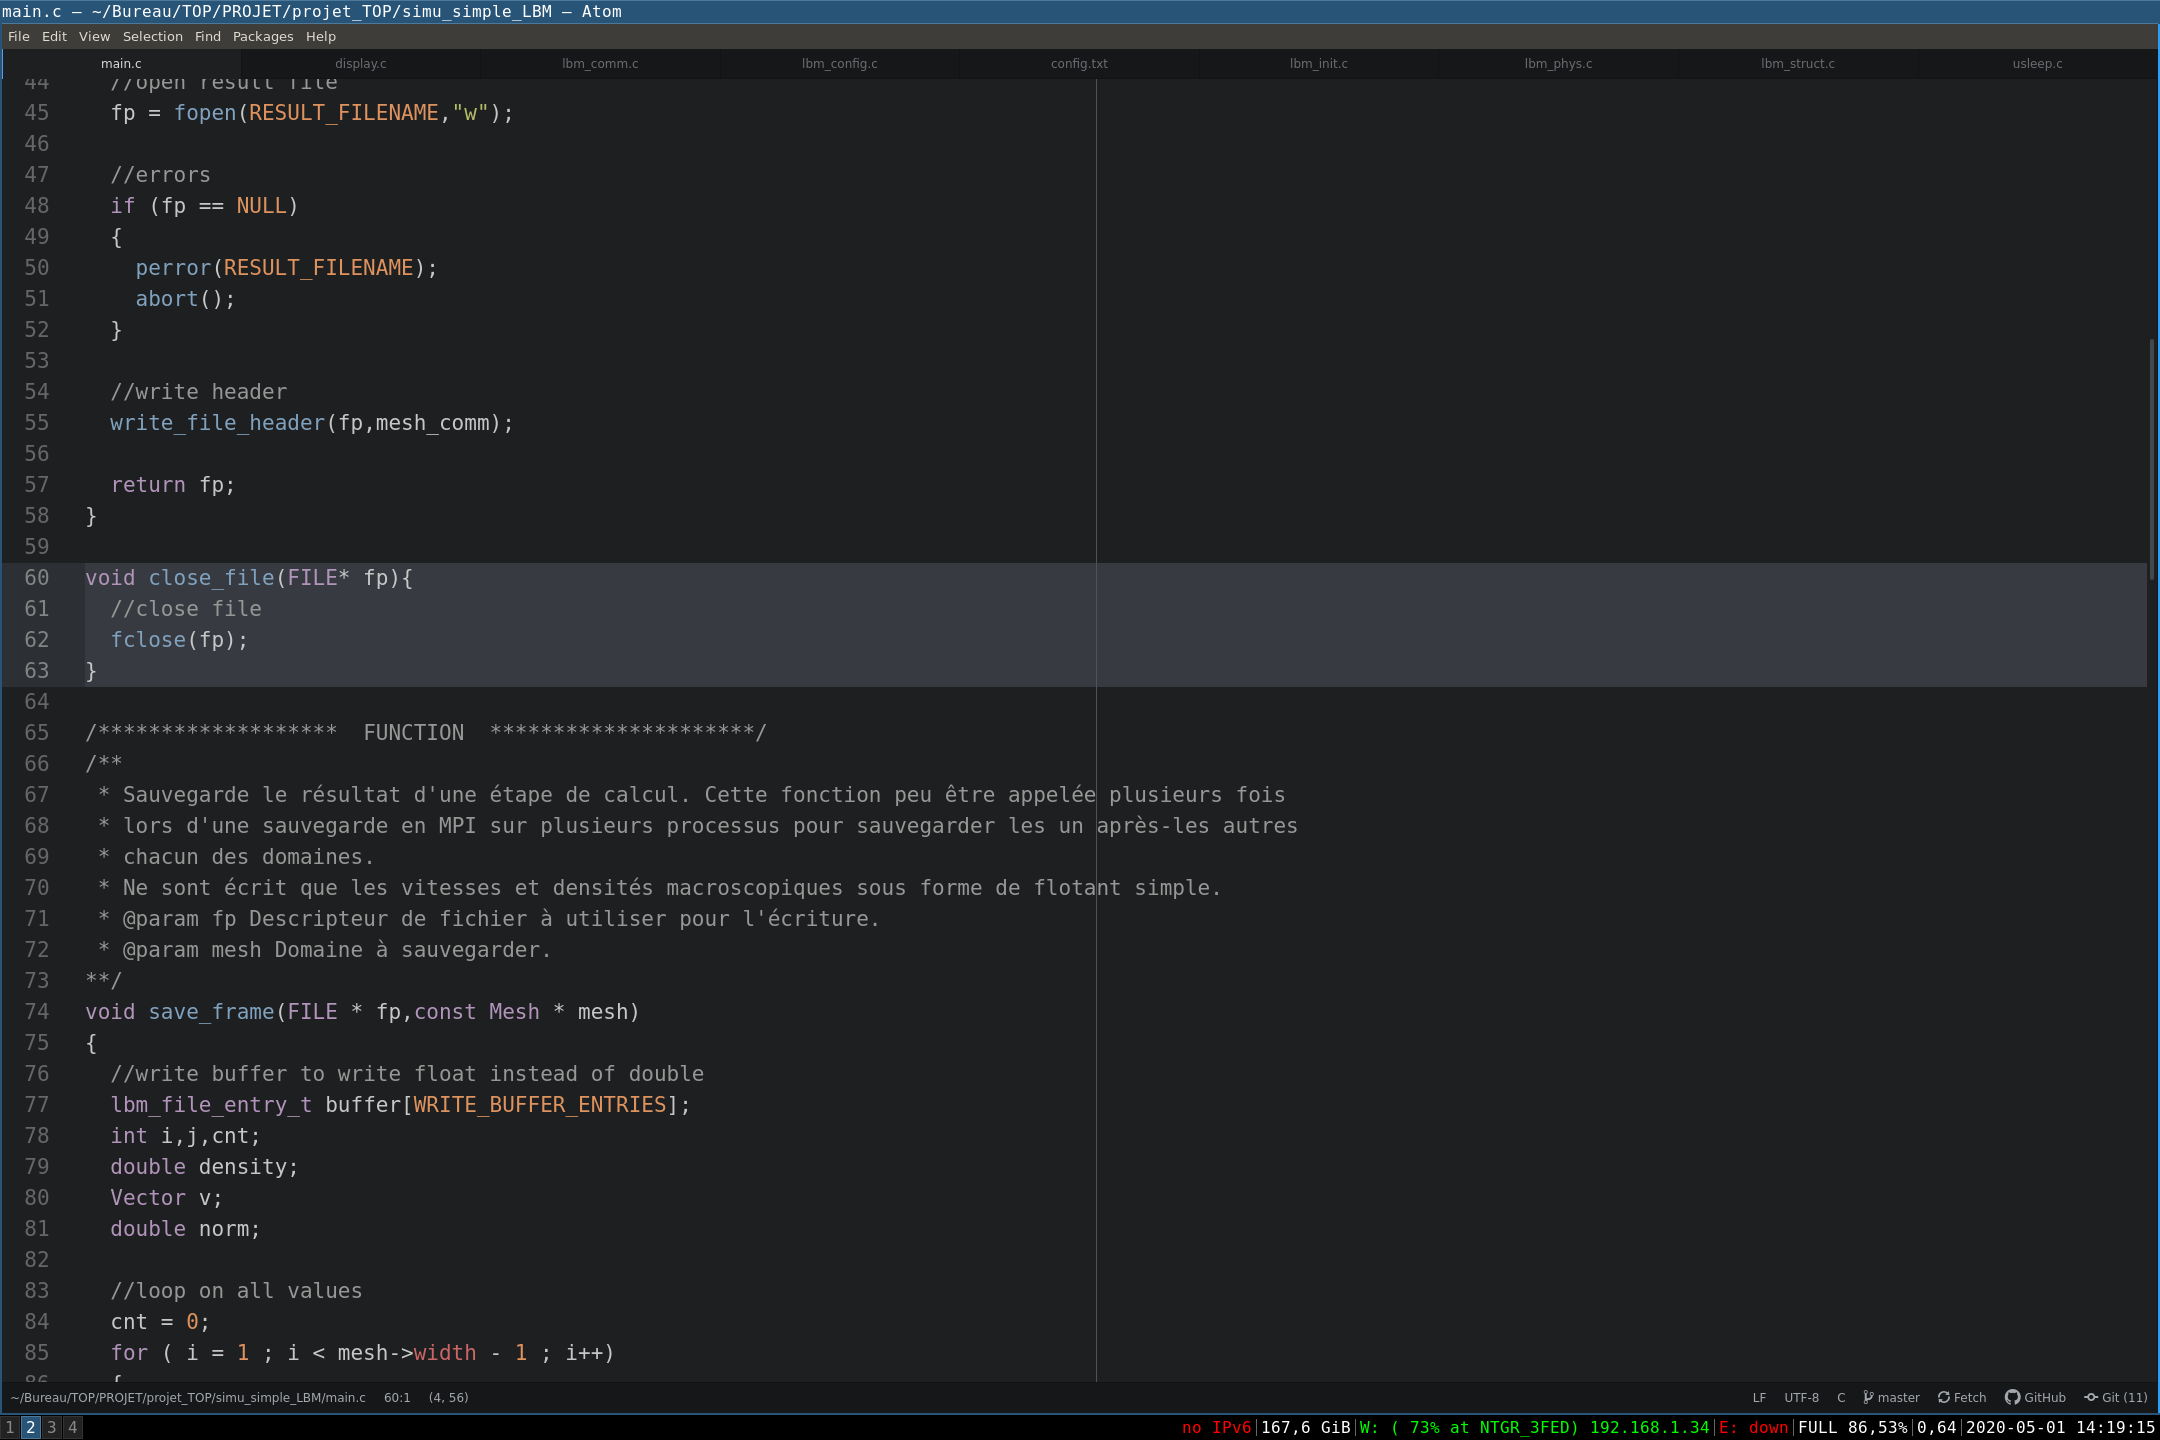 main.c — ~/Bureau/TOP/PROJET/projet_TOP/simu_simple_LBM — Atom
File Edit View Selection Find Packages Help
main.c display.c lbm_comm.c lbm_config.c config.txt lbm_init.c lbm_phys.c lbm_struct.c usleep.c
44 //open result file
45 fp = fopen(RESULT_FILENAME,"w");
46
47 //errors
48 if (fp == NULL)
49 {
50 perror(RESULT_FILENAME);
51 abort();
52 }
53
54 //write header
55 write_file_header(fp,mesh_comm);
56
57 return fp;
58 }
59
60 void close_file(FILE* fp){
61 //close file
62 fclose(fp);
63 }
64
65 /******************* FUNCTION *********************/
66 /**
67 * Sauvegarde le résultat d'une étape de calcul. Cette fonction peu être appelée plusieurs fois
68 * lors d'une sauvegarde en MPI sur plusieurs processus pour sauvegarder les un après-les autres
69 * chacun des domaines.
70 * Ne sont écrit que les vitesses et densités macroscopiques sous forme de flotant simple.
71 * @param fp Descripteur de fichier à utiliser pour l'écriture.
72 * @param mesh Domaine à sauvegarder.
73 **/
74 void save_frame(FILE * fp,const Mesh * mesh)
75 {
76 //write buffer to write float instead of double
77 lbm_file_entry_t buffer[WRITE_BUFFER_ENTRIES];
78 int i,j,cnt;
79 double density;
80 Vector v;
81 double norm;
82
83 //loop on all values
84 cnt = 0;
85 for ( i = 1 ; i < mesh->width - 1 ; i++)
86 {
~/Bureau/TOP/PROJET/projet_TOP/simu_simple_LBM/main.c 60:1 (4, 56) LF UTF-8 C master Fetch GitHub Git (11)
1 2 3 4 no IPv6|167,6 GiB|W: ( 73% at NTGR_3FED) 192.168.1.34|E: down|FULL 86,53%|0,64|2020-05-01 14:19:15